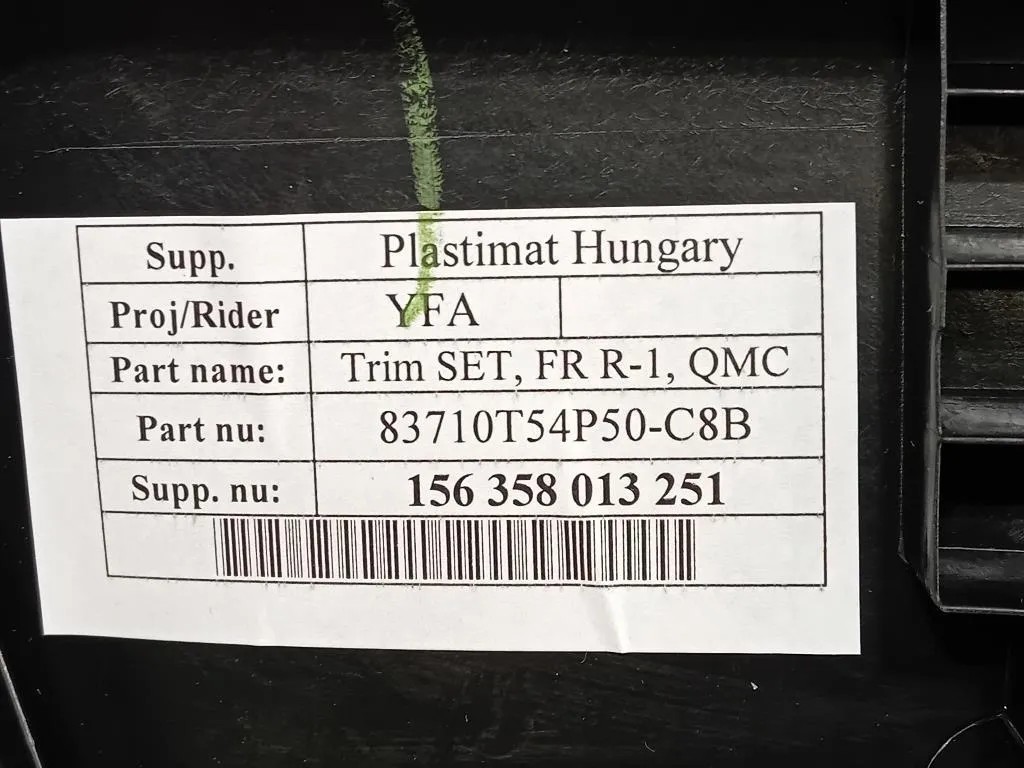 Supp. Plastimat Hungary
Proj/Rider YFA
Part name: Trim SET, FR R-1, QMC
Part nu: 83710T54P50-C8B
Supp. nu: 156 358 013 251